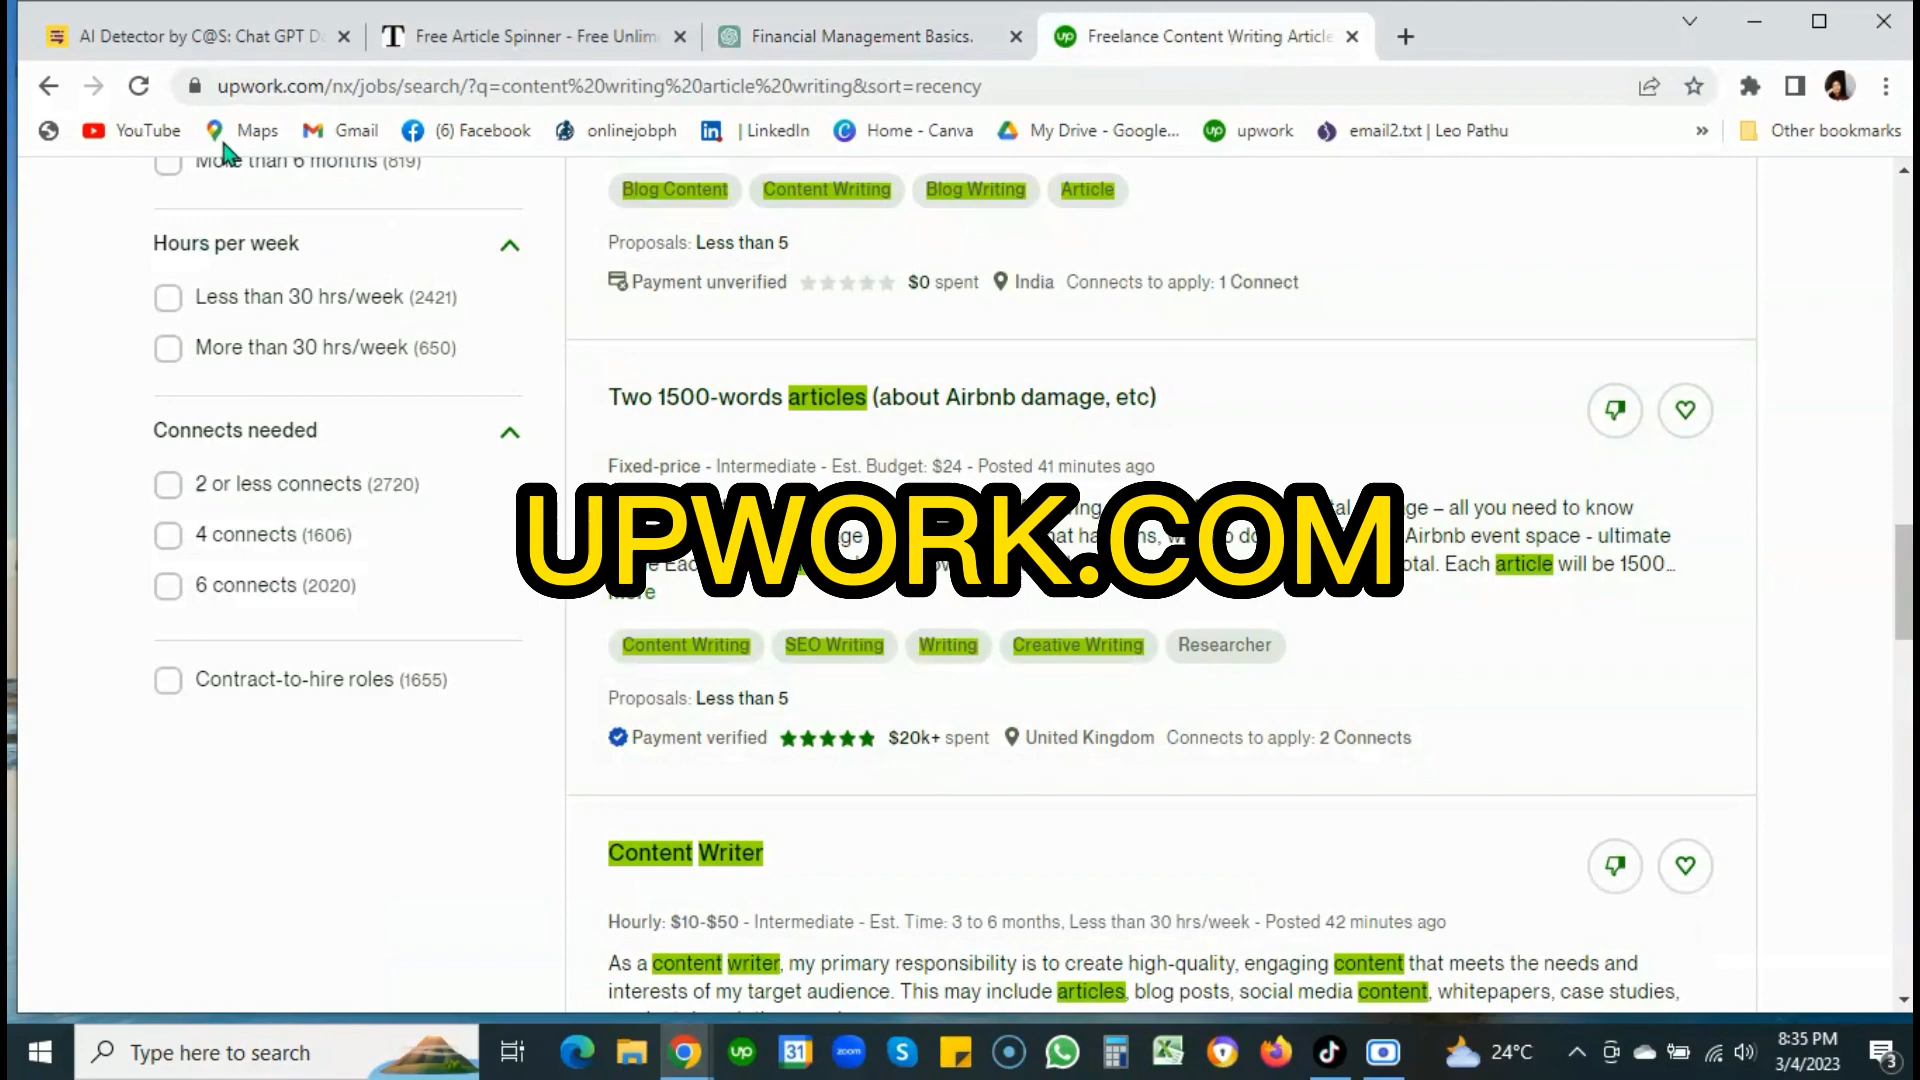 AI Detector by C@S: Chat GPT D
Free Article Spinner - Free Unlim
Financial Management Basics.
Freelance Content Writing Article
upwork.com/nx/jobs/search/?q=content%20writing%20article%20writing&sort=recency
YouTube
Maps
Gmail
(6) Facebook
onlinejobph
| LinkedIn
Home - Canva
My Drive - Google...
upwork
email2.txt | Leo Pathu
»
Other bookmarks
More than 6 months (819)
Hours per week
Less than 30 hrs/week (2421)
More than 30 hrs/week (650)
Connects needed
2 or less connects (2720)
4 connects (1606)
6 connects (2020)
Contract-to-hire roles (1655)
Blog Content Content Writing Blog Writing Article
Proposals: Less than 5
Payment unverified $0 spent India Connects to apply: 1 Connect
Two 1500-words articles (about Airbnb damage, etc)
Fixed-price - Intermediate - Est. Budget: $24 - Posted 41 minutes ago
– all you need to know
Airbnb event space - ultimate
Each article will be 1500...
UPWORK.COM
Content Writing SEO Writing Writing Creative Writing Researcher
Proposals: Less than 5
Payment verified $20k+ spent United Kingdom Connects to apply: 2 Connects
Content Writer
Hourly: $10-$50 - Intermediate - Est. Time: 3 to 6 months, Less than 30 hrs/week - Posted 42 minutes ago
As a content writer, my primary responsibility is to create high-quality, engaging content that meets the needs and
interests of my target audience. This may include articles, blog posts, social media content, whitepapers, case studies,
Type here to search
up
31
zoom
24°C
8:35 PM
3/4/2023
3